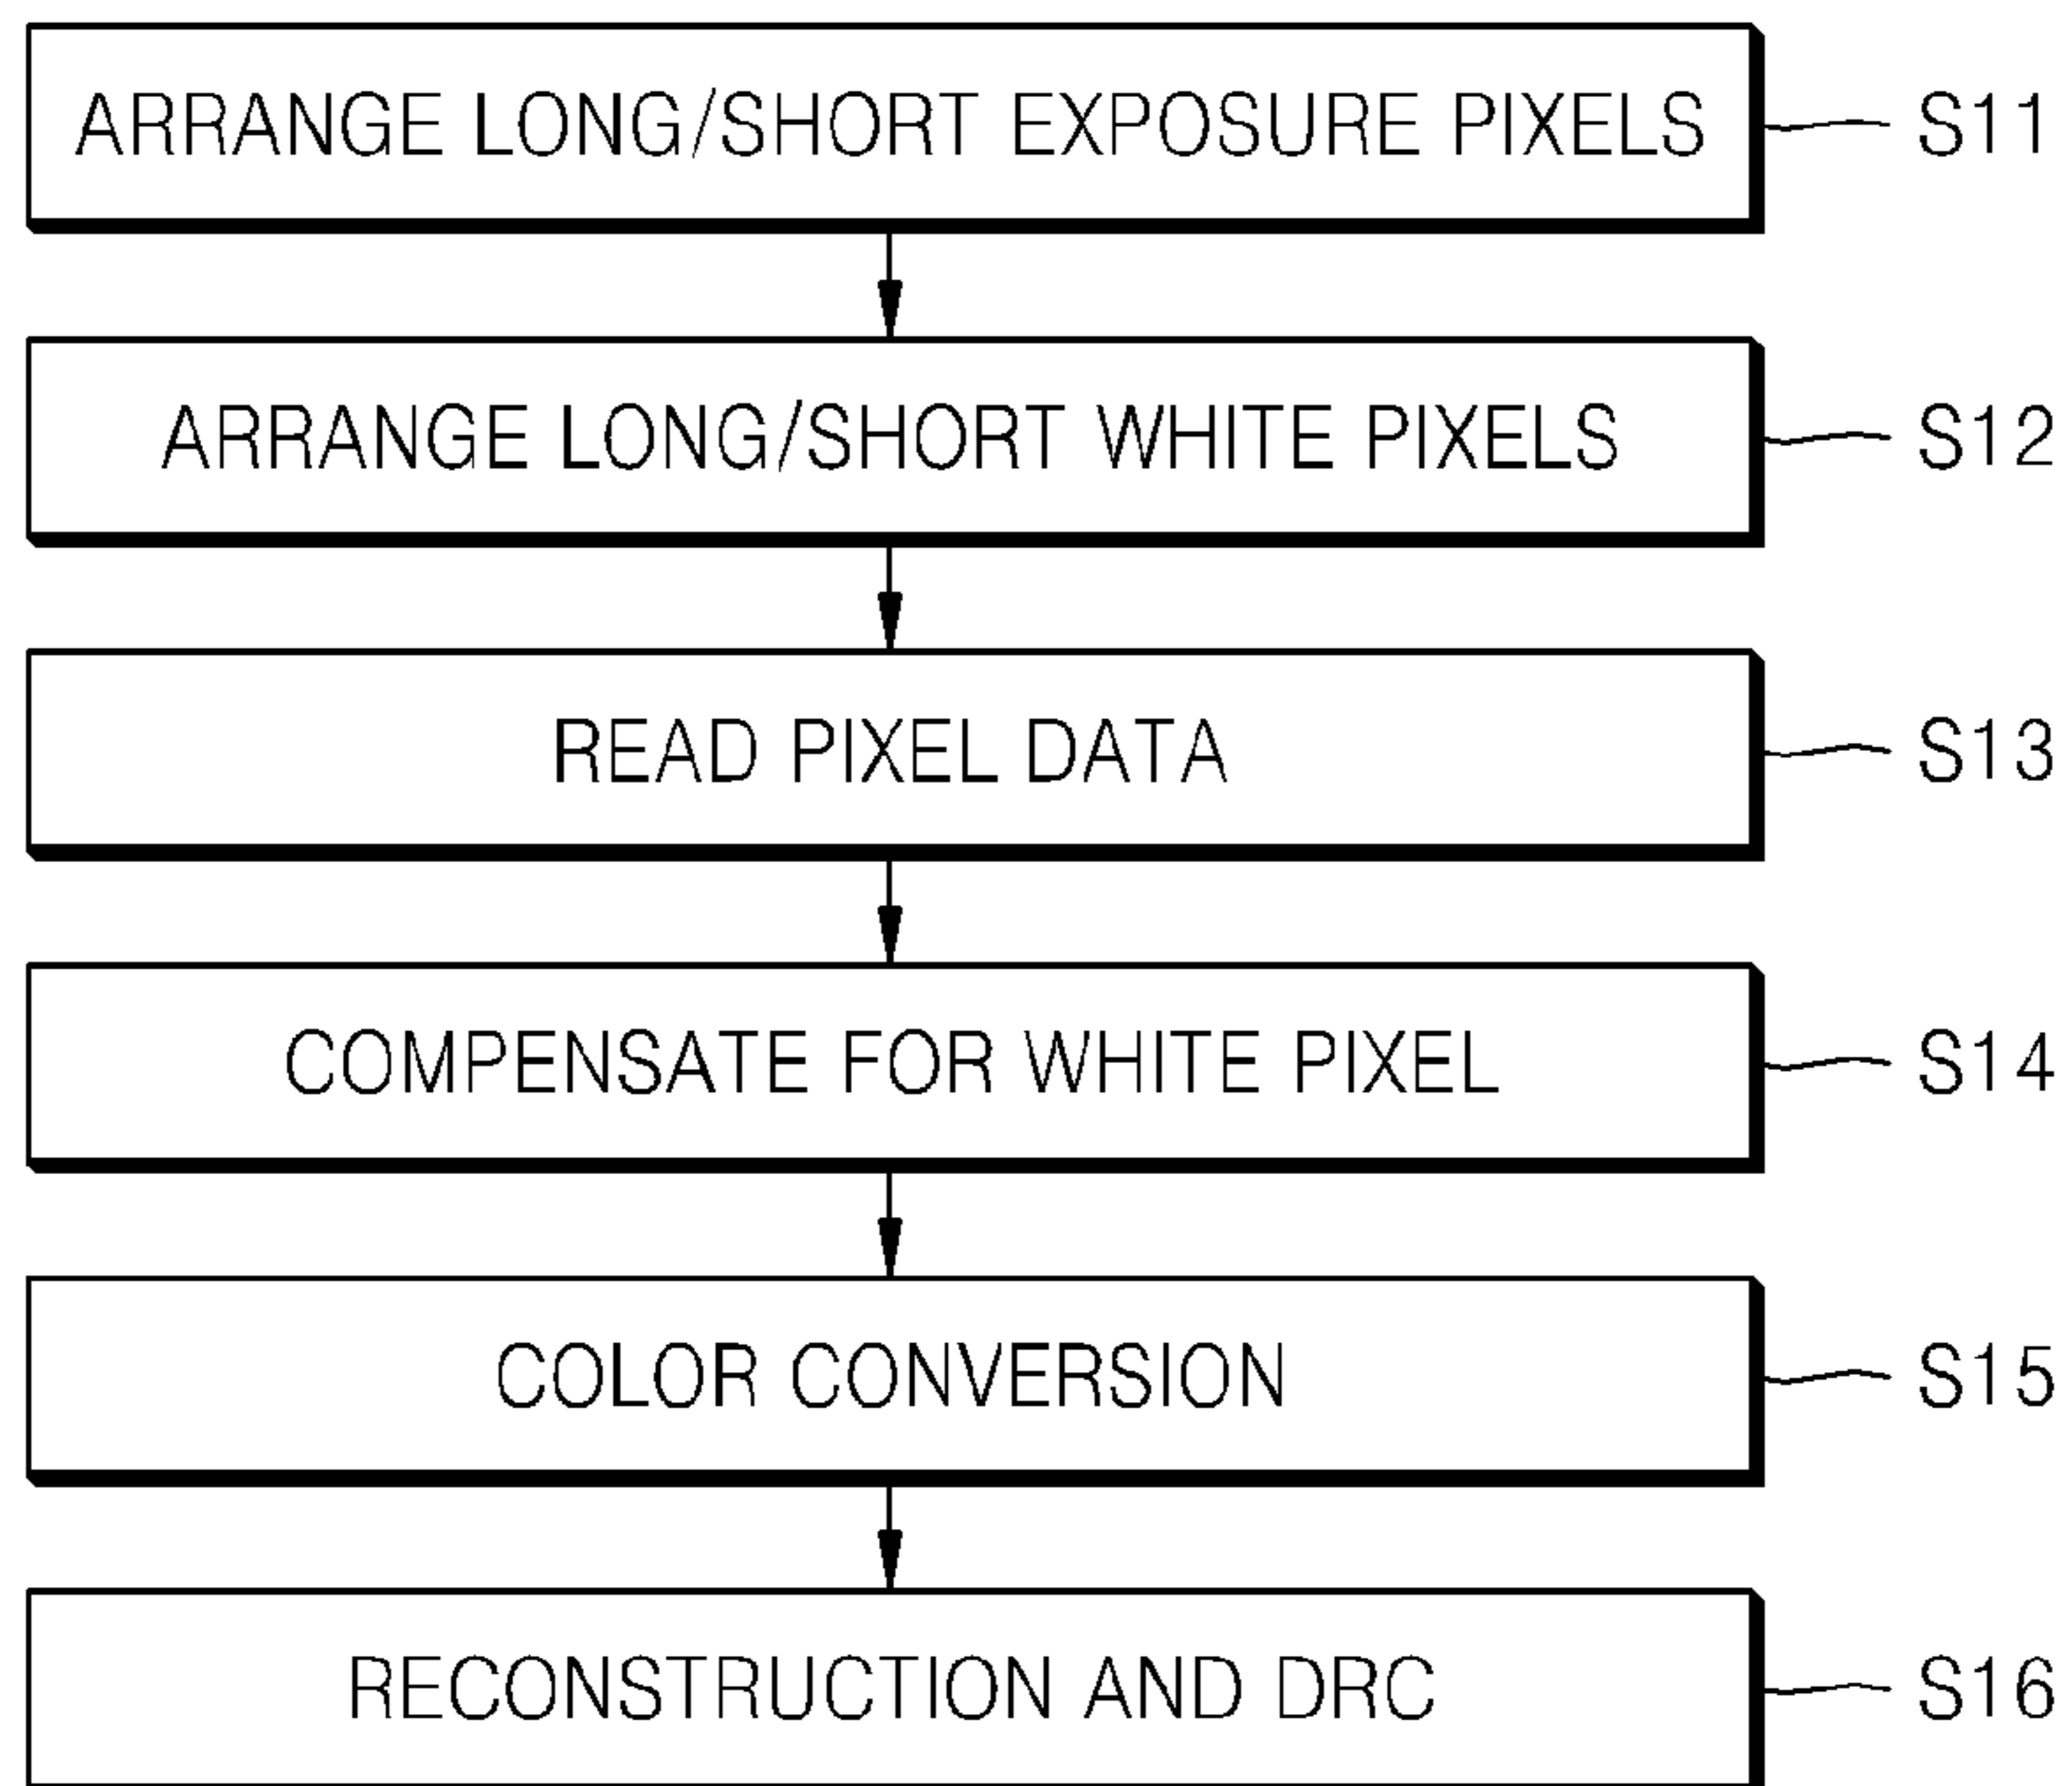 ARRANGE LONG/SHORT EXPOSURE PIXELS S11
ARRANGE LONG/SHORT WHITE PIXELS S12
READ PIXEL DATA S13
COMPENSATE FOR WHITE PIXEL S14
COLOR CONVERSION S15
RECONSTRUCTION AND DRC S16